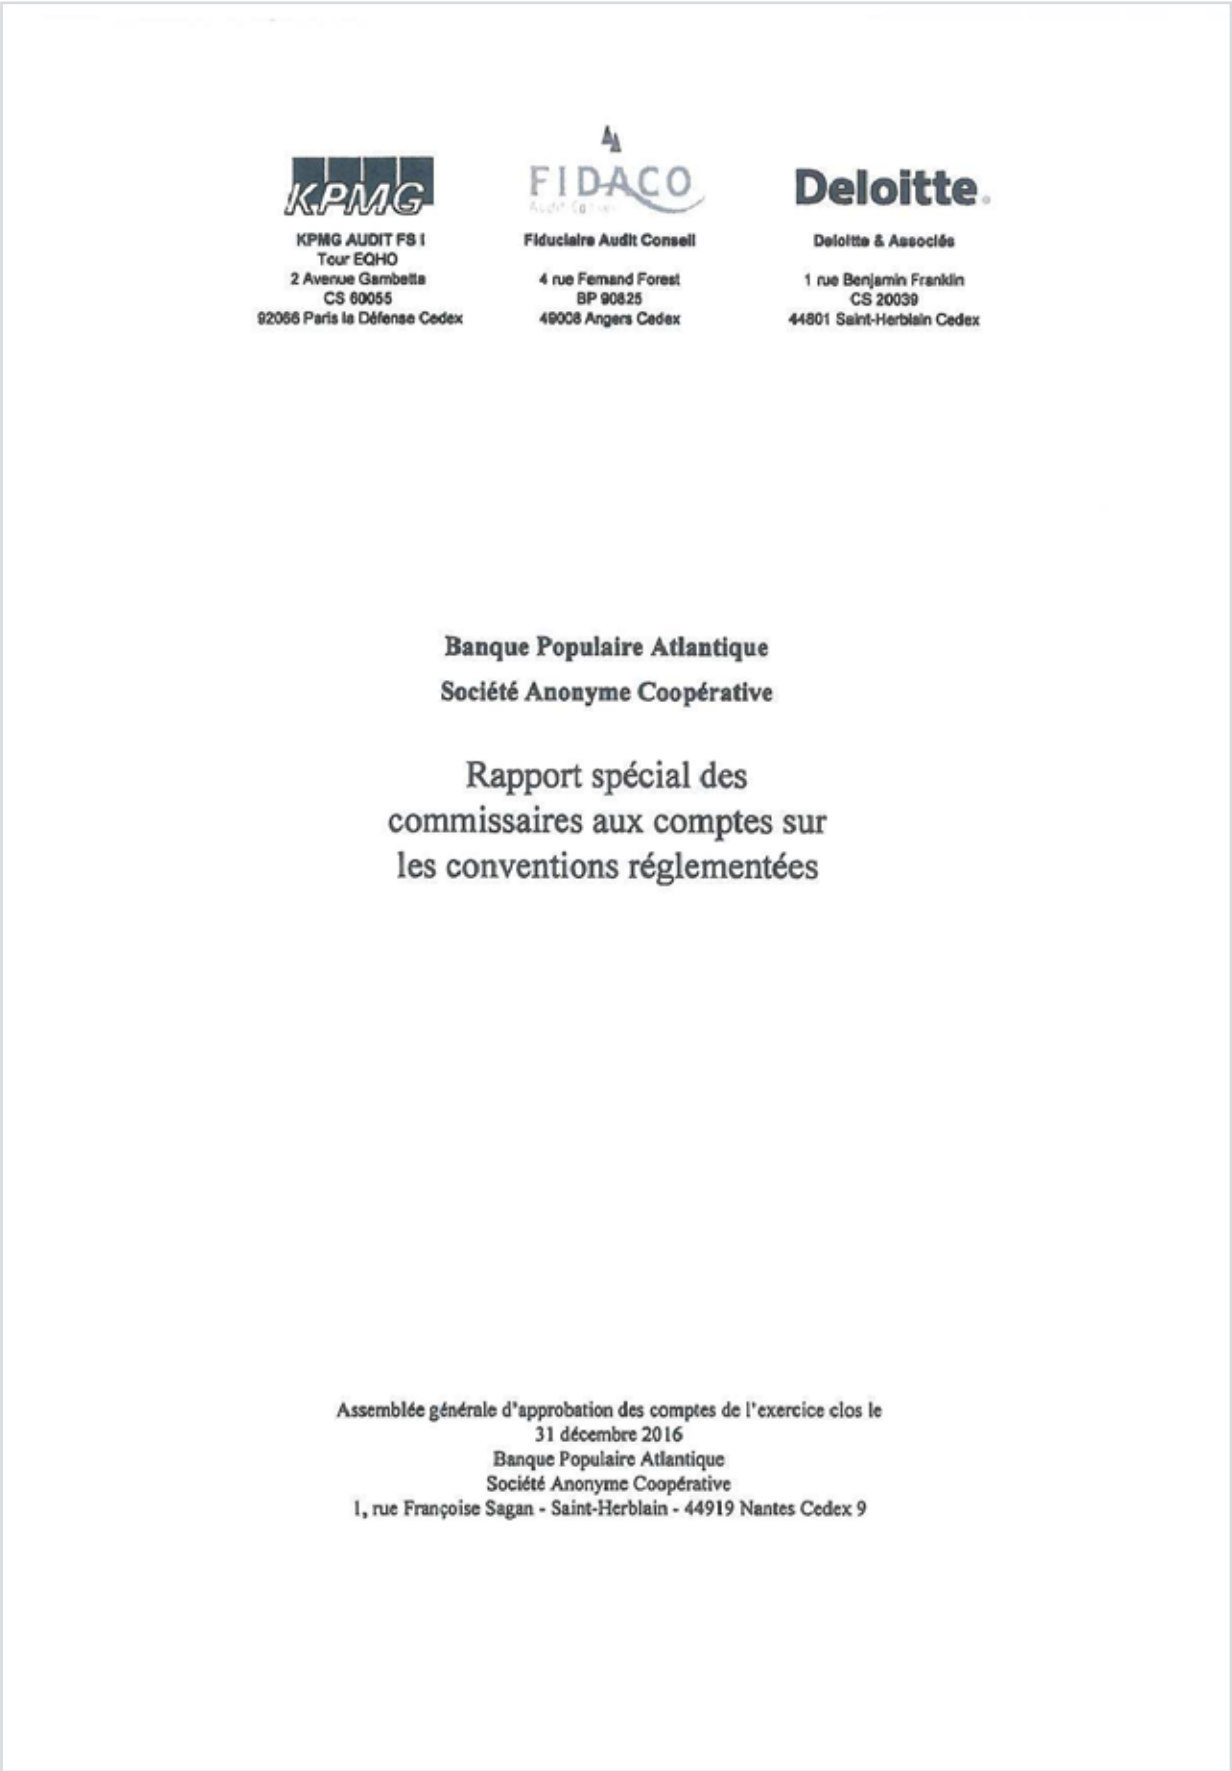 KPMG
KPMG AUDIT FS I
Tour EQHO
2 Avenue Gambetta
CS 60055
92066 Paris la Défense Cedex
FIDACO
Audit Conseil
Fiduciaire Audit Conseil
4 rue Fernand Forest
BP 90825
49008 Angers Cedex
Deloitte.
Deloitte & Associés
1 rue Benjamin Franklin
CS 20039
44801 Saint-Herblain Cedex
Banque Populaire Atlantique
Société Anonyme Coopérative
Rapport spécial des
commissaires aux comptes sur
les conventions réglementées
Assemblée générale d'approbation des comptes de l'exercice clos le
31 décembre 2016
Banque Populaire Atlantique
Société Anonyme Coopérative
1, rue Françoise Sagan - Saint-Herblain - 44919 Nantes Cedex 9